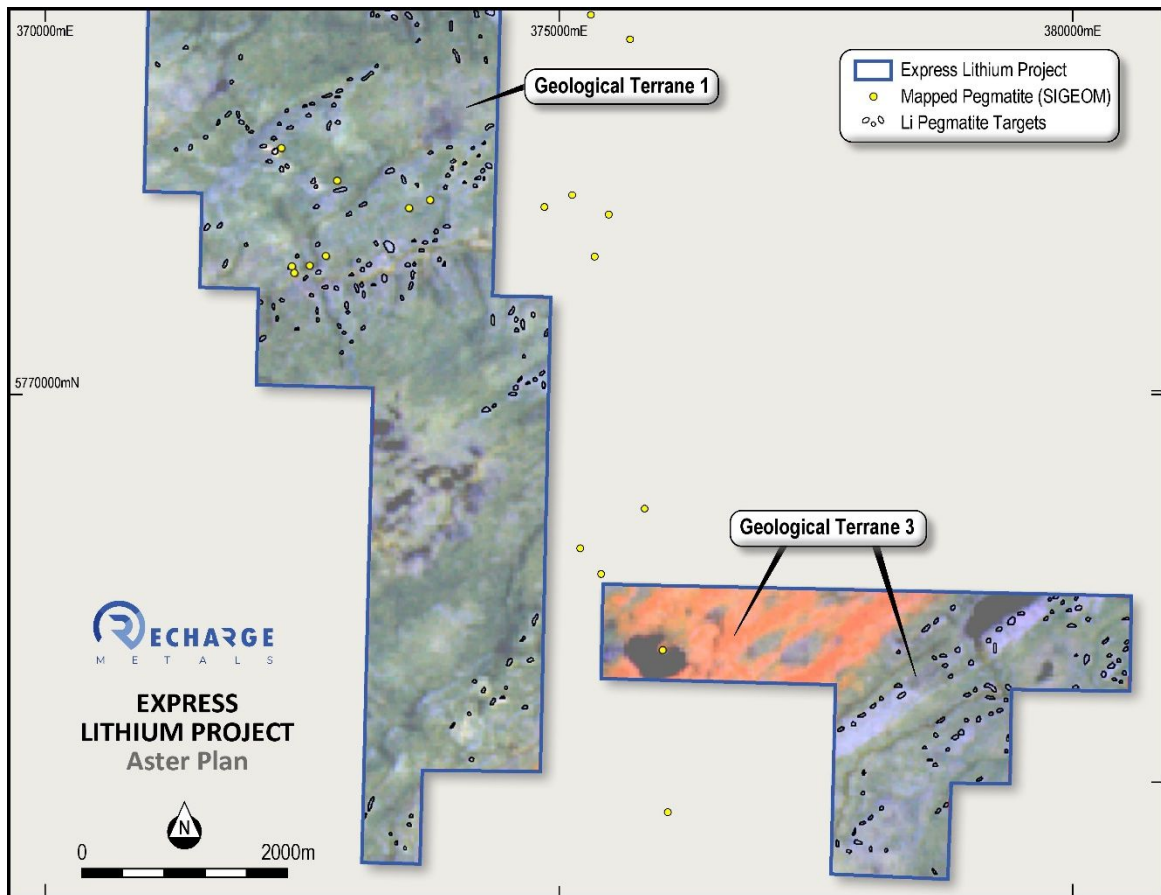 370000mE
375000mE
380000mE
Geological Terrane 1
Express Lithium Project
Mapped Pegmatite (SIGEOM)
Li Pegmatite Targets
5770000mN
Geological Terrane 3
RECHARGE
METALS
EXPRESS
LITHIUM PROJECT
Aster Plan
N
0 2000m